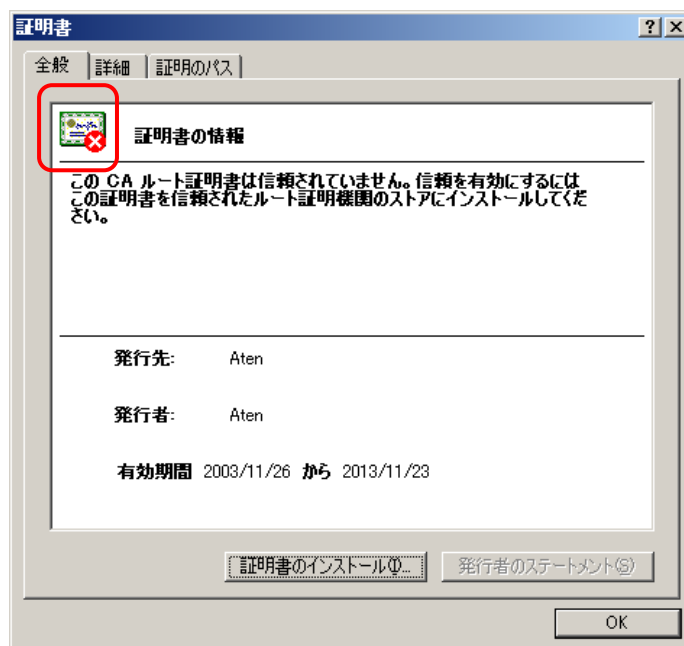 証明書
全般
詳細
証明のパス
証明書の情報
この CA ルート証明書は信頼されていません。信頼を有効にするには
この証明書を信頼されたルート証明機関のストアにインストールしてくだ
さい。
発行先: Aten
発行者: Aten
有効期間 2003/11/26 から 2013/11/23
証明書のインストール(I)...
発行者のステートメント(S)
OK